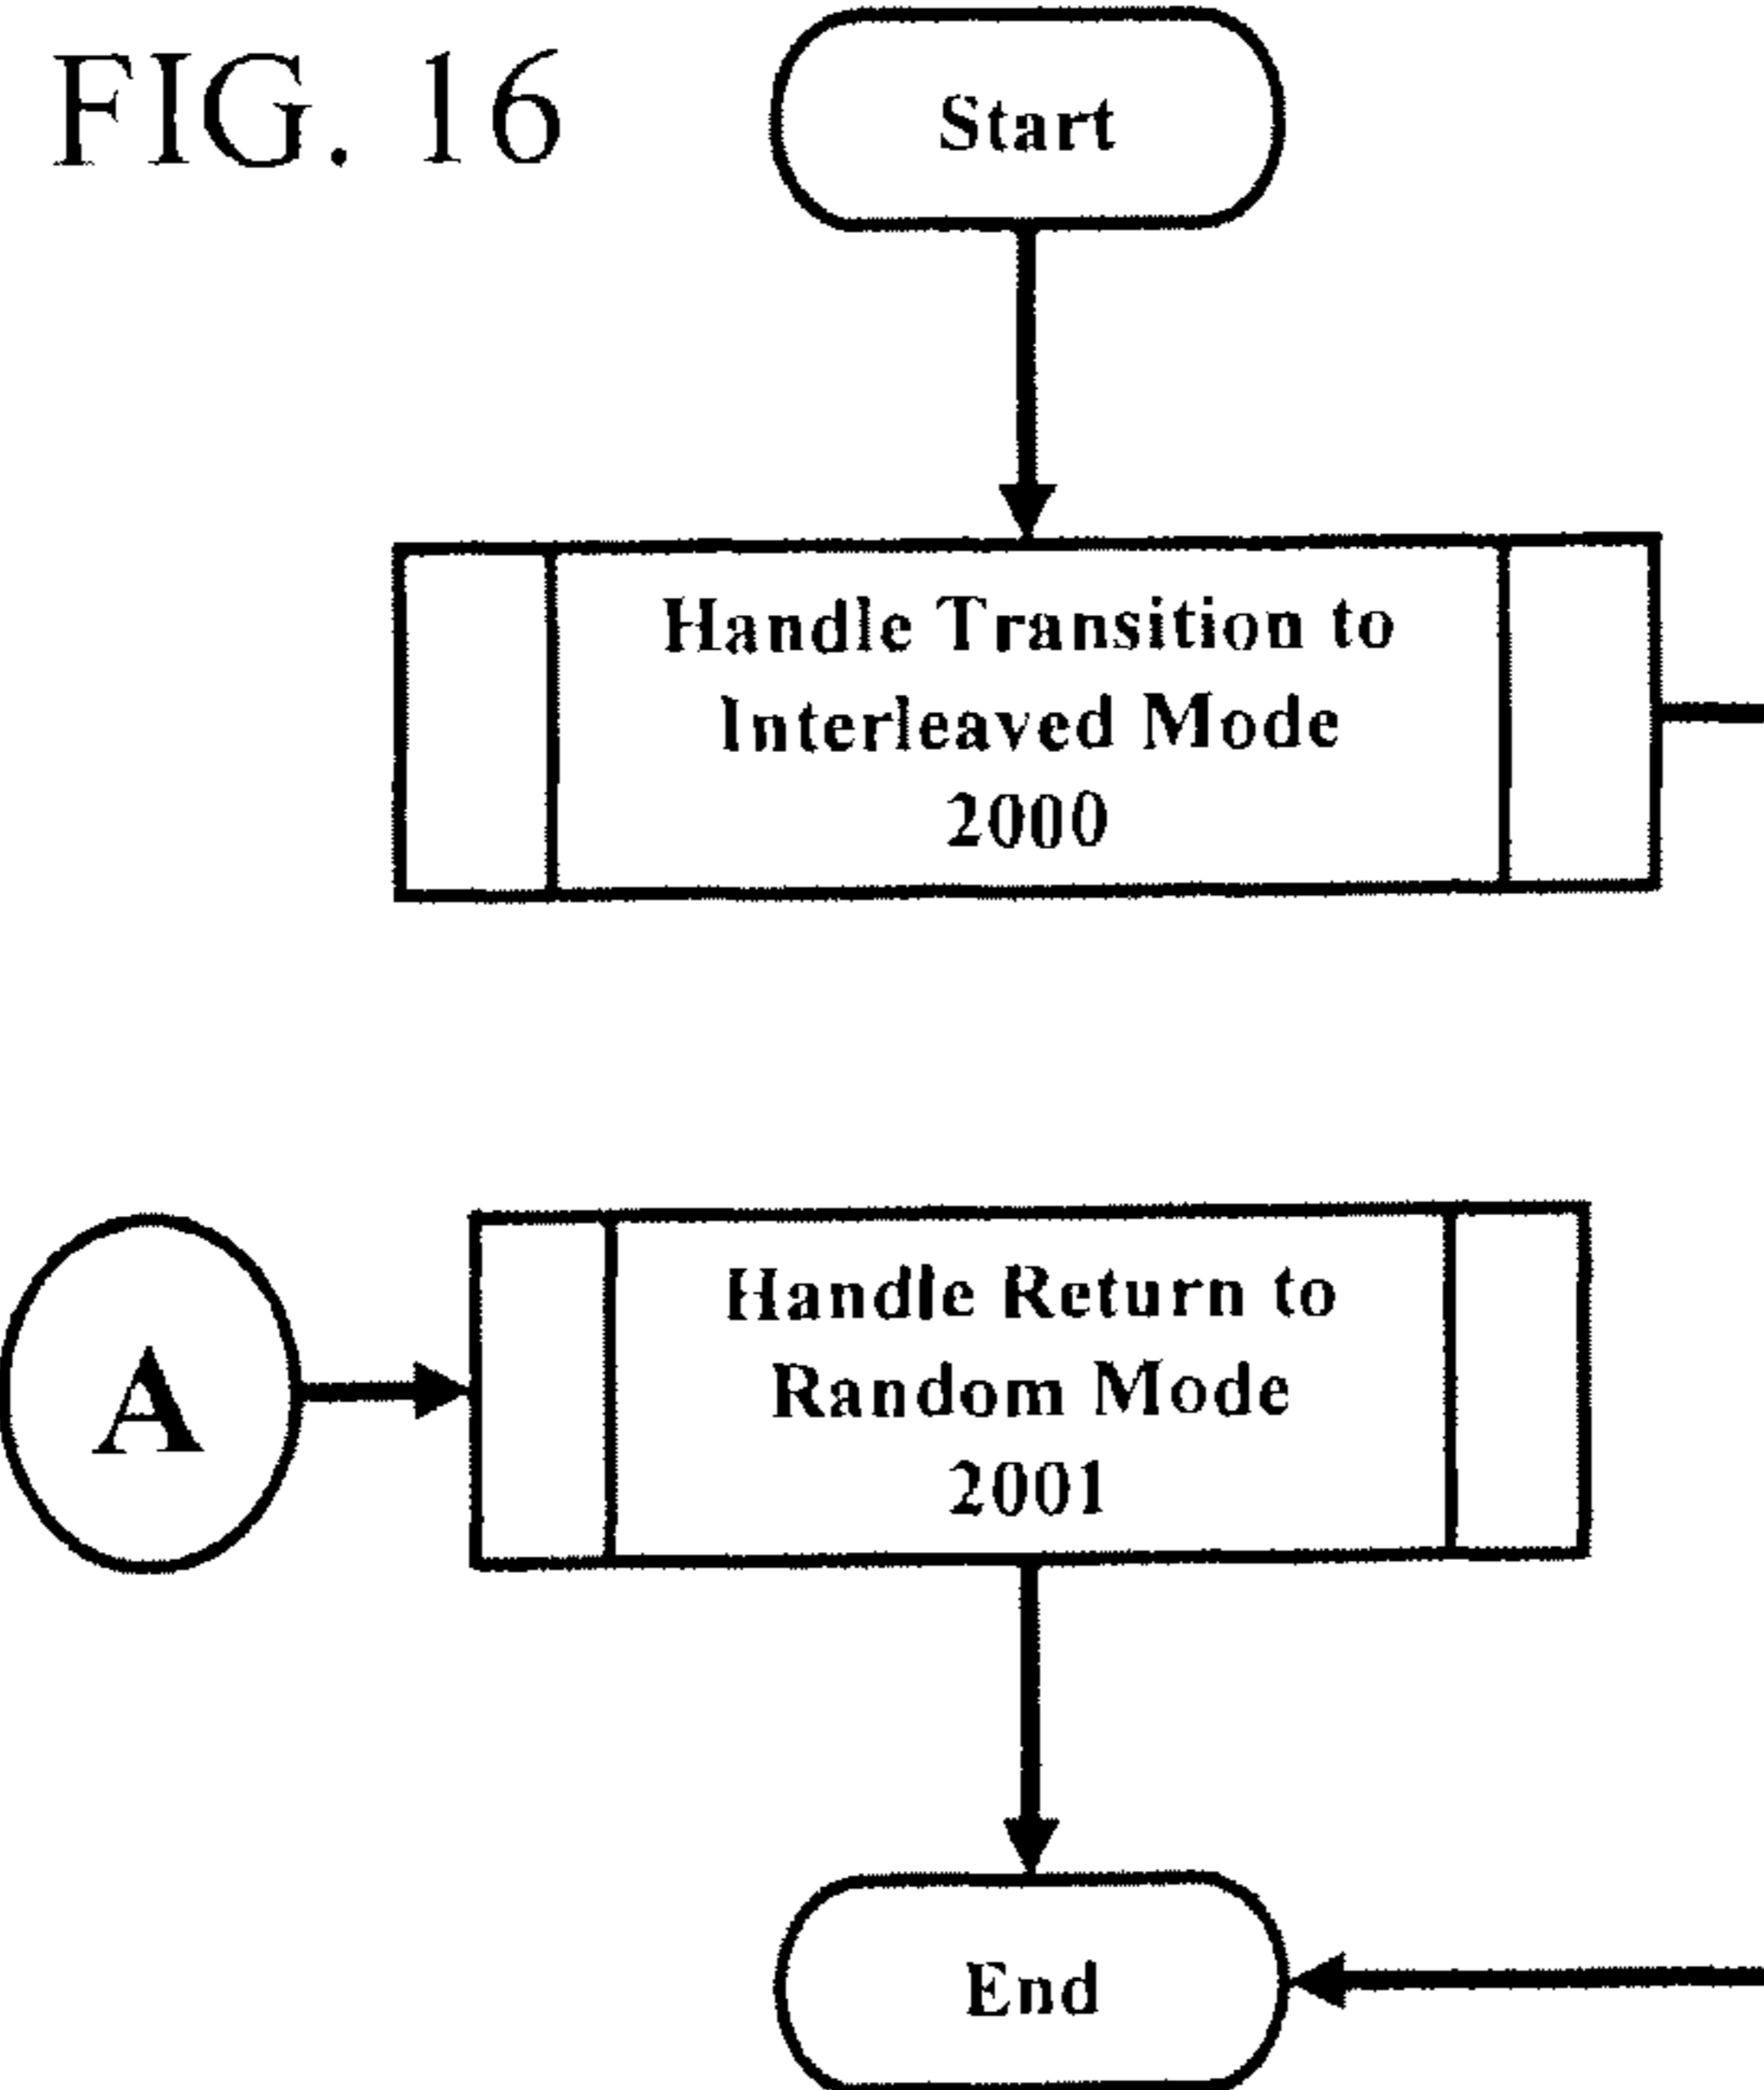 FIG. 16
Start
Handle Transition to
Interleaved Mode
2000
A
Handle Return to
Random Mode
2001
End